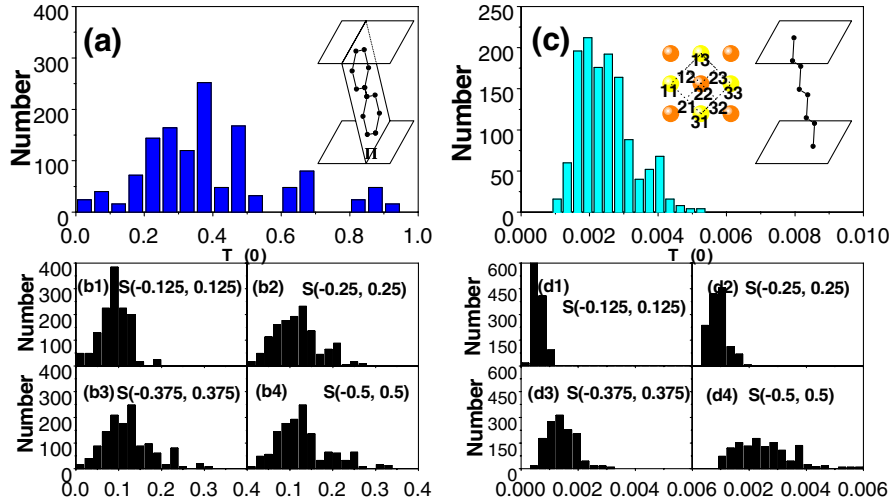 (a)
Number
400
300
200
100
0
Π
0.0 0.2 0.4 0.6 0.8 1.0
T (0)
(c)
Number
250
200
150
100
50
0
13
12 23
11 22 33
21 32
31
0.000 0.002 0.004 0.006 0.008 0.010
T (0)
Number
400
300
200
100
0
(b1) S(-0.125, 0.125)
(b2) S(-0.25, 0.25)
Number
400
300
200
100
0
(b3) S(-0.375, 0.375)
(b4) S(-0.5, 0.5)
0.0 0.1 0.2 0.3 0.4
0.1 0.2 0.3 0.4
Number
600
450
300
150
0
(d1)
S(-0.125, 0.125)
(d2) S(-0.25, 0.25)
Number
600
450
300
150
0
(d3) S(-0.375, 0.375)
(d4) S(-0.5, 0.5)
0.000 0.002 0.004 0.006
0.002 0.004 0.006